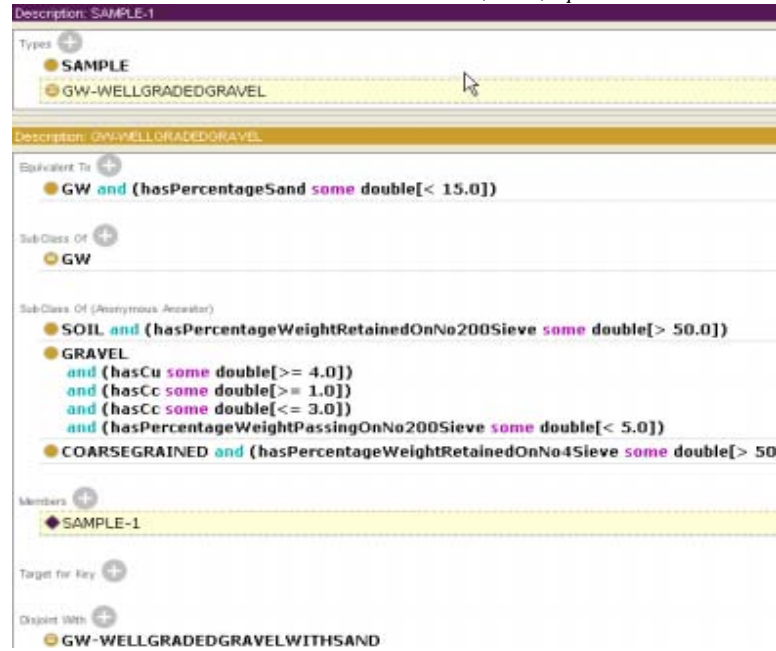 Description: SAMPLE-1
Types
SAMPLE
GW-WELLGRADEDGRAVEL
Description: GW-WELLGRADEDGRAVEL
Equivalent To
GW and (hasPercentageSand some double[< 15.0])
SubClass Of
GW
SubClass Of (Anonymous Ancestor)
SOIL and (hasPercentageWeightRetainedOnNo200Sieve some double[> 50.0])
GRAVEL
and (hasCu some double[>= 4.0])
and (hasCc some double[>= 1.0])
and (hasCc some double[<= 3.0])
and (hasPercentageWeightPassingOnNo200Sieve some double[< 5.0])
COARSEGRAINED and (hasPercentageWeightRetainedOnNo4Sieve some double[> 50
Members
SAMPLE-1
Target for Key
Disjoint With
GW-WELLGRADEDGRAVELWITHSAND